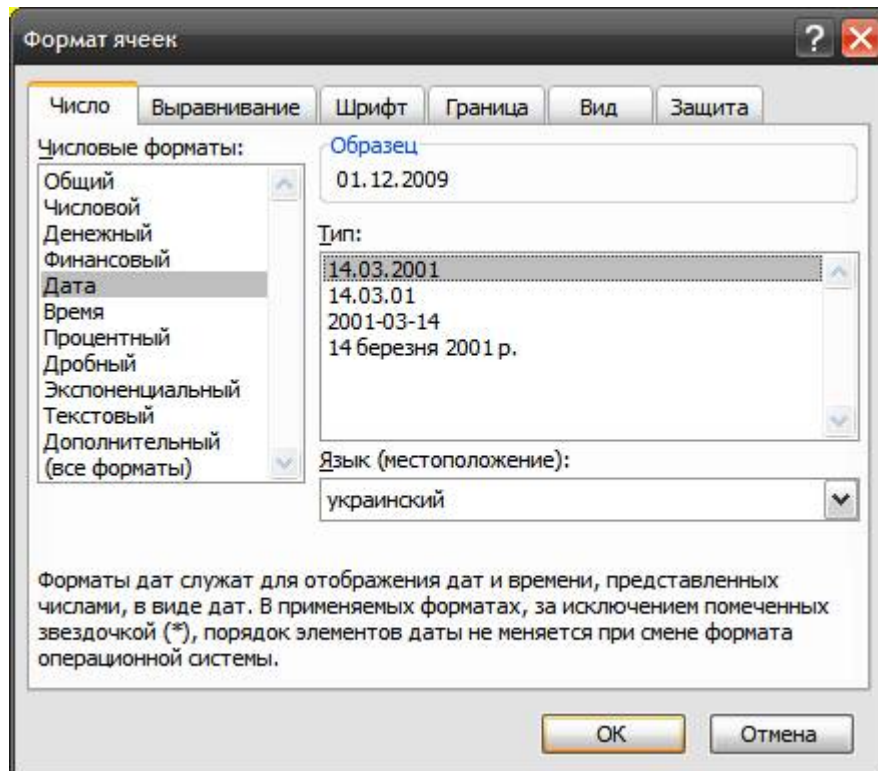 Формат ячеек
Число
Выравнивание
Шрифт
Граница
Вид
Защита
Числовые форматы:
Общий
Числовой
Денежный
Финансовый
Дата
Время
Процентный
Дробный
Экспоненциальный
Текстовый
Дополнительный
(все форматы)
Образец
01.12.2009
Тип:
14.03.2001
14.03.01
2001-03-14
14 березня 2001 р.
Язык (местоположение):
украинский
Форматы дат служат для отображения дат и времени, представленных
числами, в виде дат. В применяемых форматах, за исключением помеченных
звездочкой (*), порядок элементов даты не меняется при смене формата
операционной системы.
ОК
Отмена